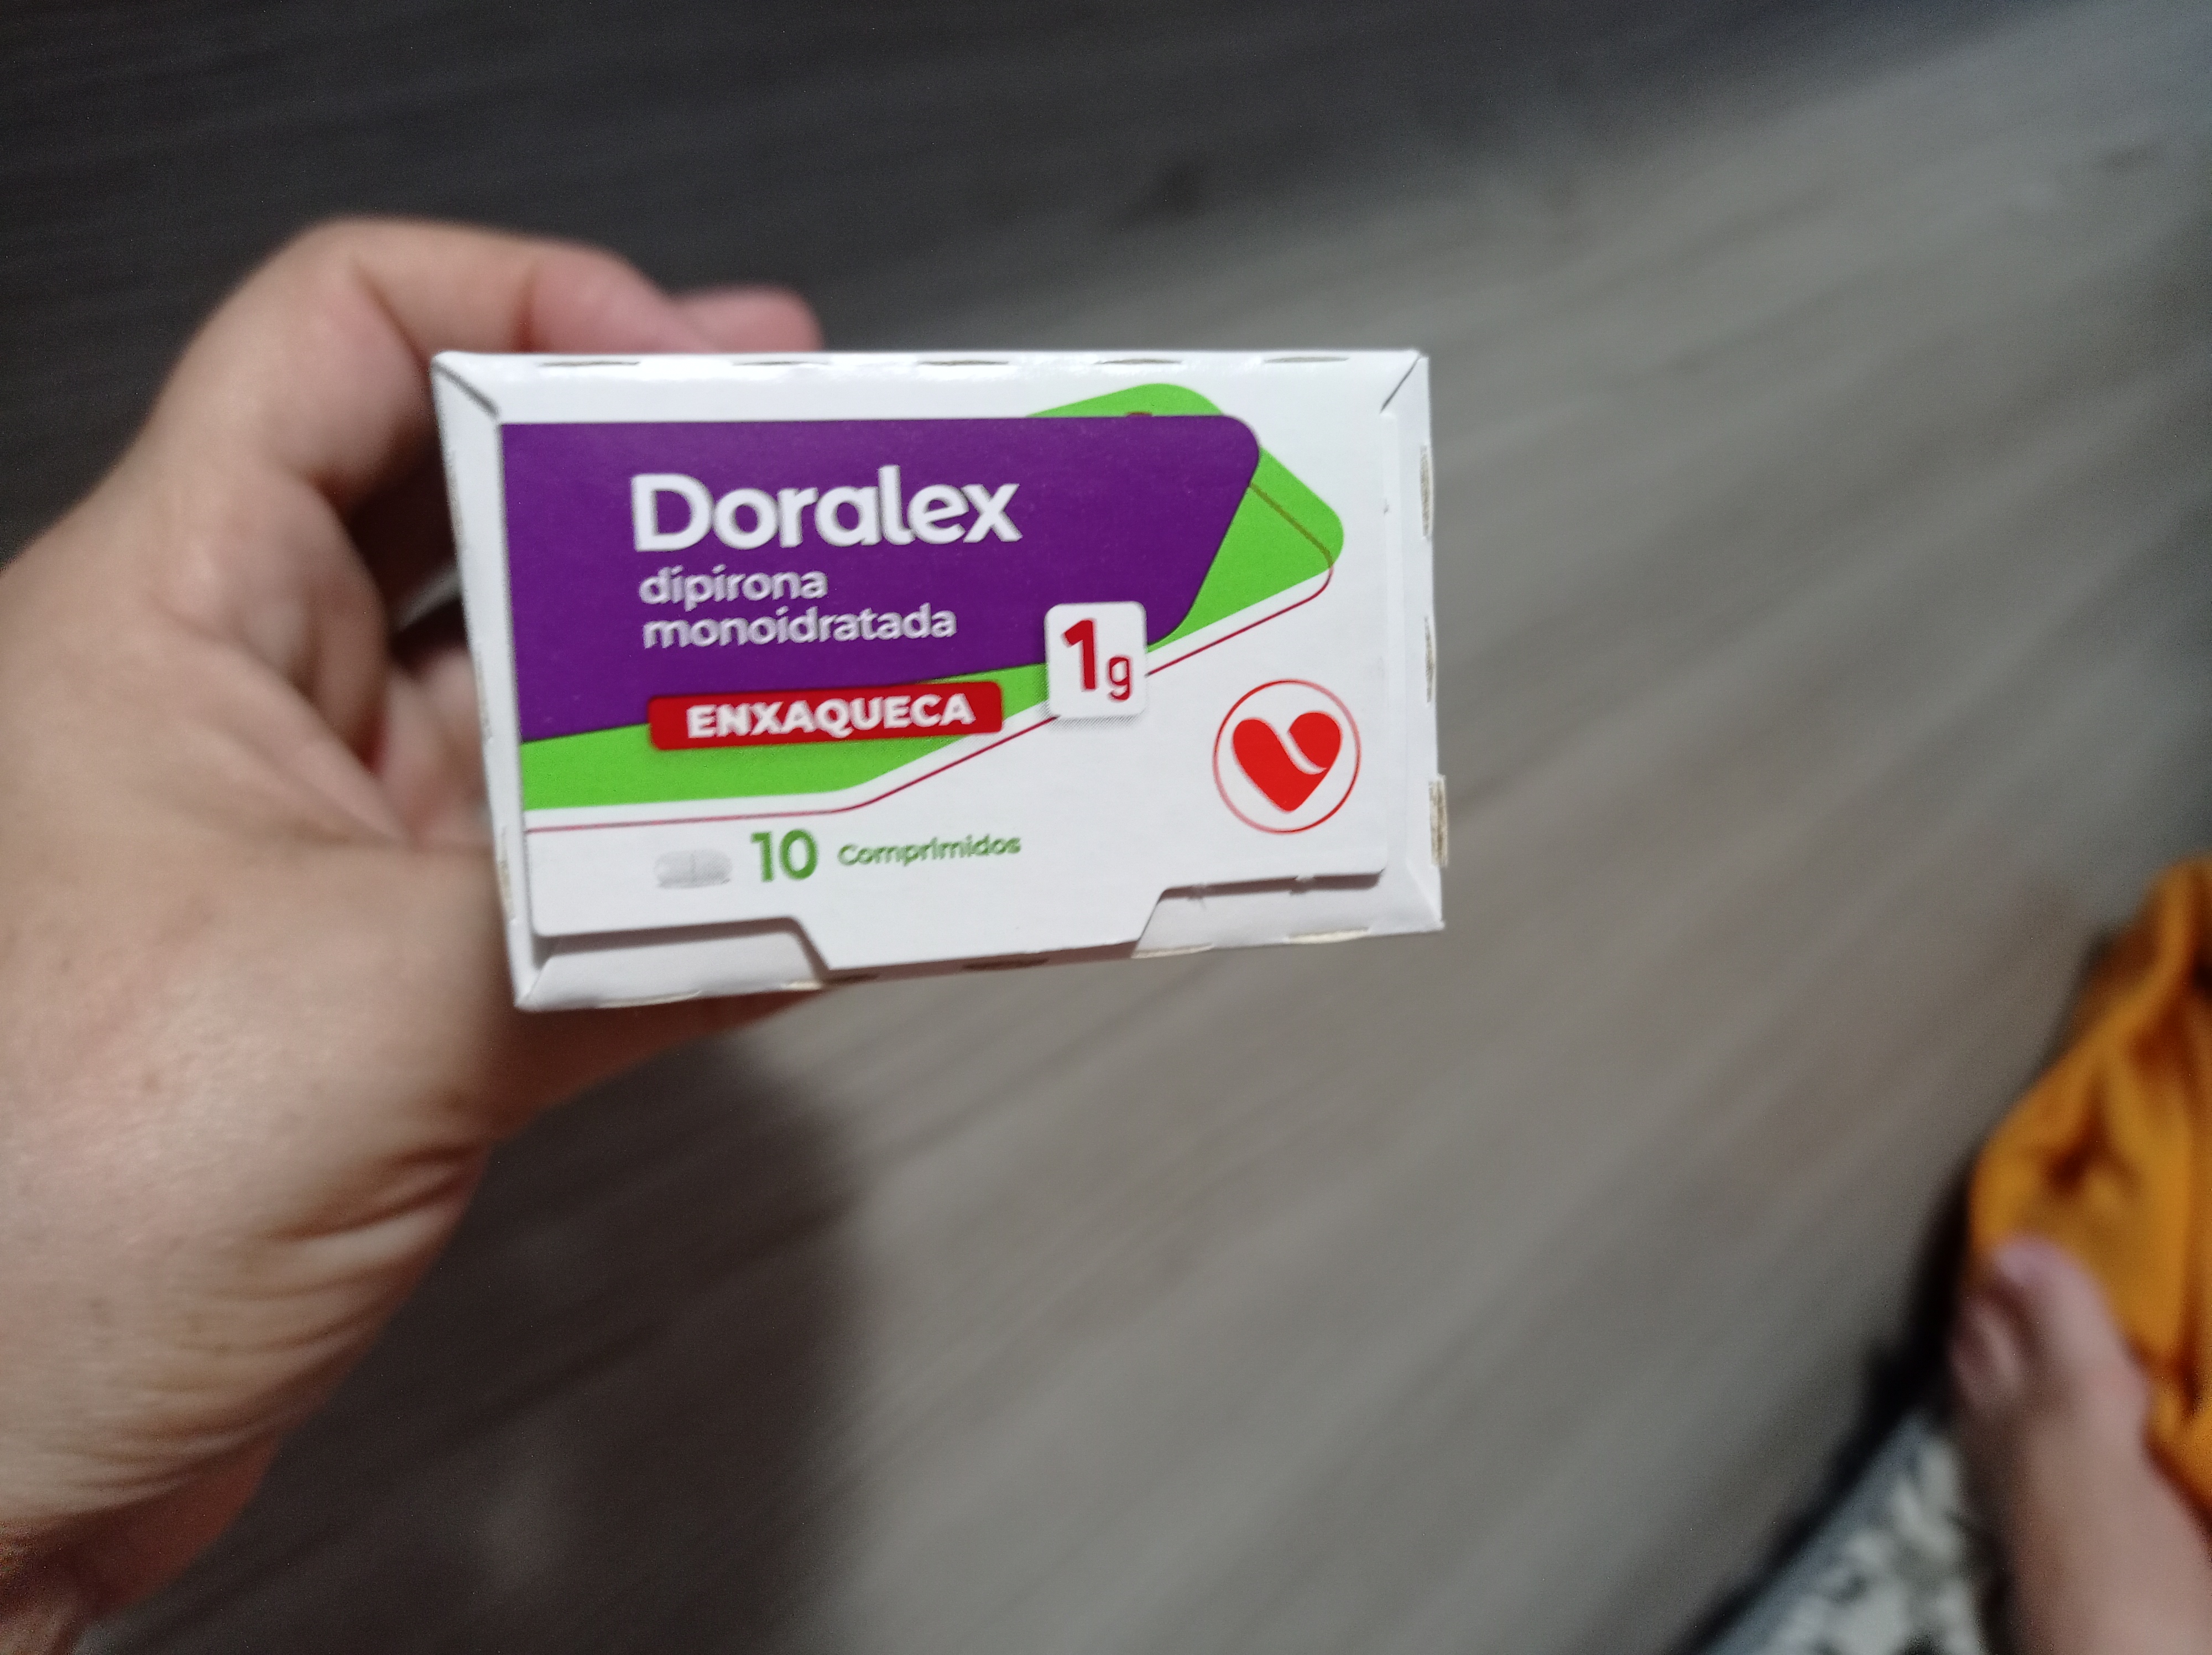 Doralex
dipirona
monoidratada
1g
ENXAQUECA
10 Comprimidos